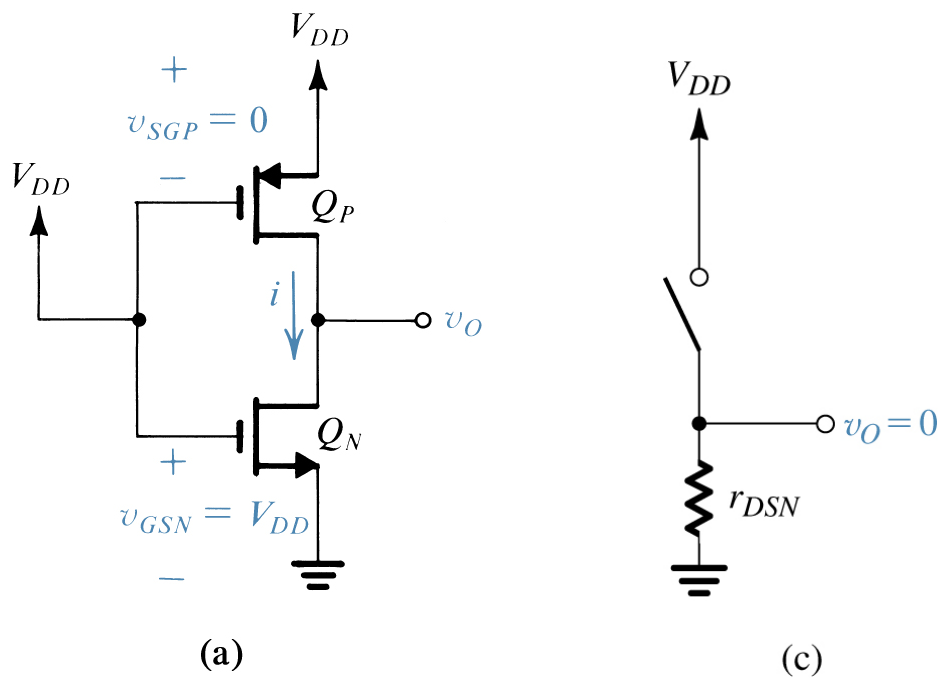 V_DD
+
v_SGP = 0
−
V_DD
Q_P
i
v_O
Q_N
+
v_GSN = V_DD
−
(a)
V_DD
v_O = 0
r_DSN
(c)